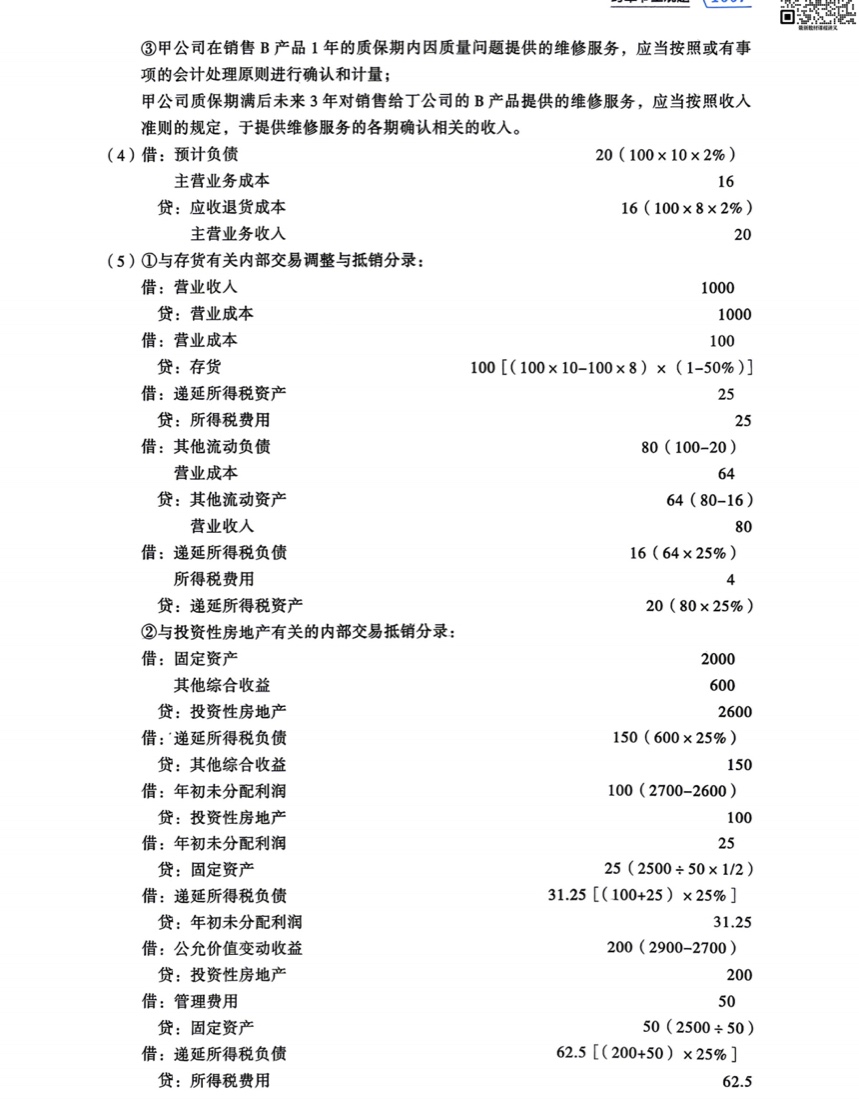 ③甲公司在销售 B 产品 1 年的质保期内因质量问题提供的维修服务，应当按照或有事
项的会计处理原则进行确认和计量；
甲公司质保期满后未来 3 年对销售给丁公司的 B 产品提供的维修服务，应当按照收入
准则的规定，于提供维修服务的各期确认相关的收入。
（4）借：预计负债 20（100×10×2%）
主营业务成本 16
贷：应收退货成本 16（100×8×2%）
主营业务收入 20
（5）①与存货有关内部交易调整与抵销分录：
借：营业收入 1000
贷：营业成本 1000
借：营业成本 100
贷：存货 100［（100×10-100×8）×（1-50%）］
借：递延所得税资产 25
贷：所得税费用 25
借：其他流动负债 80（100-20）
营业成本 64
贷：其他流动资产 64（80-16）
营业收入 80
借：递延所得税负债 16（64×25%）
所得税费用 4
贷：递延所得税资产 20（80×25%）
②与投资性房地产有关的内部交易抵销分录：
借：固定资产 2000
其他综合收益 600
贷：投资性房地产 2600
借：递延所得税负债 150（600×25%）
贷：其他综合收益 150
借：年初未分配利润 100（2700-2600）
贷：投资性房地产 100
借：年初未分配利润 25
贷：固定资产 25（2500÷50×1/2）
借：递延所得税负债 31.25［（100+25）×25%］
贷：年初未分配利润 31.25
借：公允价值变动收益 200（2900-2700）
贷：投资性房地产 200
借：管理费用 50
贷：固定资产 50（2500÷50）
借：递延所得税负债 62.5［（200+50）×25%］
贷：所得税费用 62.5